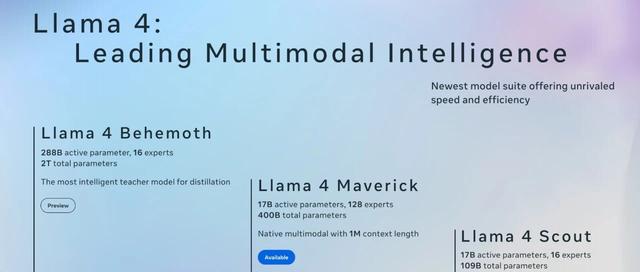 Llama 4:
Leading Multimodal Intelligence
Newest model suite offering unrivaled
speed and efficiency
Llama 4 Behemoth
288B active parameter, 16 experts
2T total parameters
The most intelligent teacher model for distillation
Preview
Llama 4 Maverick
17B active parameters, 128 experts
400B total parameters
Native multimodal with 1M context length
Available
Llama 4 Scout
17B active parameters, 16 experts
109B total parameters